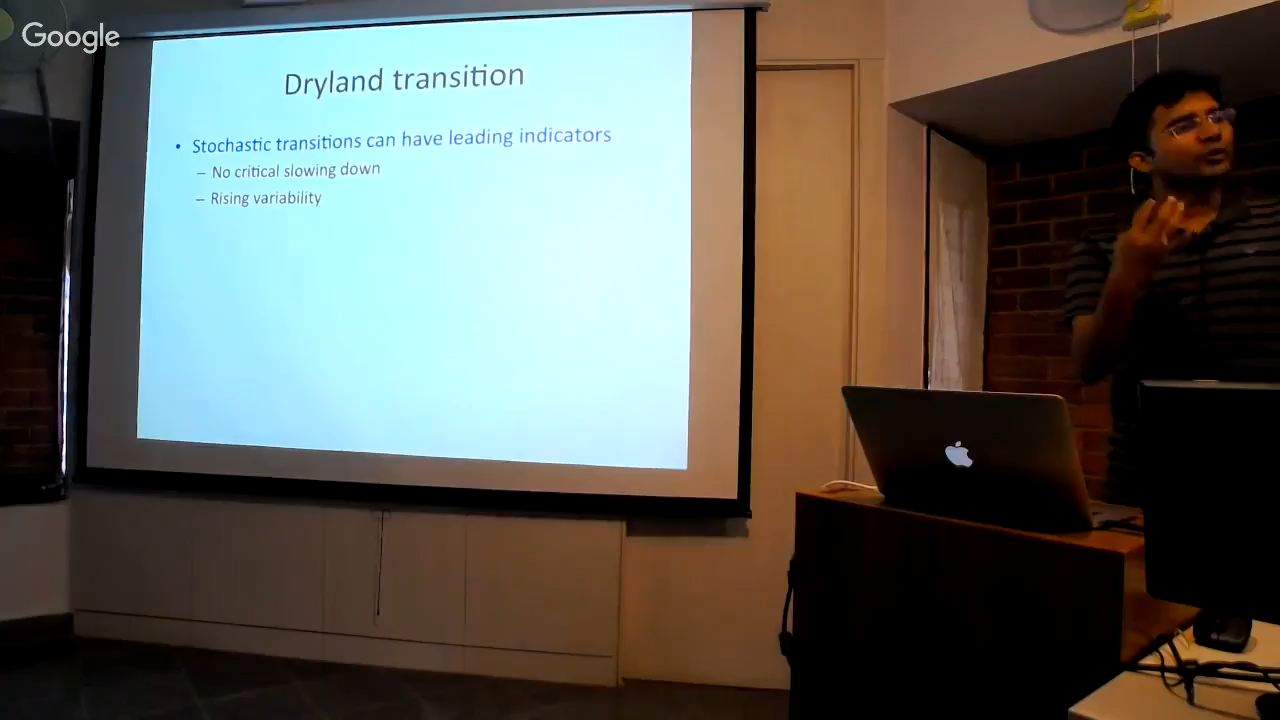 Google
Dryland transition
• Stochastic transitions can have leading indicators
– No critical slowing down
– Rising variability